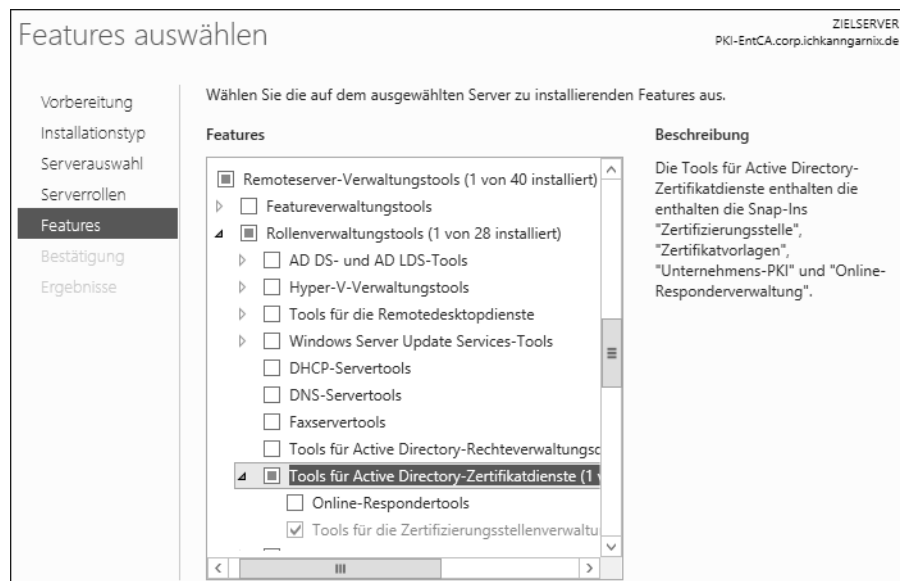 Features auswählen
ZIELSERVER
PKI-EntCA.corp.ichkanngarnix.de
Vorbereitung
Installationstyp
Serverauswahl
Serverrollen
Features
Bestätigung
Ergebnisse
Wählen Sie die auf dem ausgewählten Server zu installierenden Features aus.
Features
Remoteserver-Verwaltungstools (1 von 40 installiert)
Featureverwaltungstools
Rollenverwaltungstools (1 von 28 installiert)
AD DS- und AD LDS-Tools
Hyper-V-Verwaltungstools
Tools für die Remotedesktopdienste
Windows Server Update Services-Tools
DHCP-Servertools
DNS-Servertools
Faxservertools
Tools für Active Directory-Rechteverwaltungsc
Tools für Active Directory-Zertifikatdienste (1 v
Online-Respondertools
Tools für die Zertifizierungsstellenverwaltu
Beschreibung
Die Tools für Active Directory-
Zertifikatdienste enthalten die
enthalten die Snap-Ins
"Zertifizierungsstelle",
"Zertifikatvorlagen",
"Unternehmens-PKI" und "Online-
Responderverwaltung".